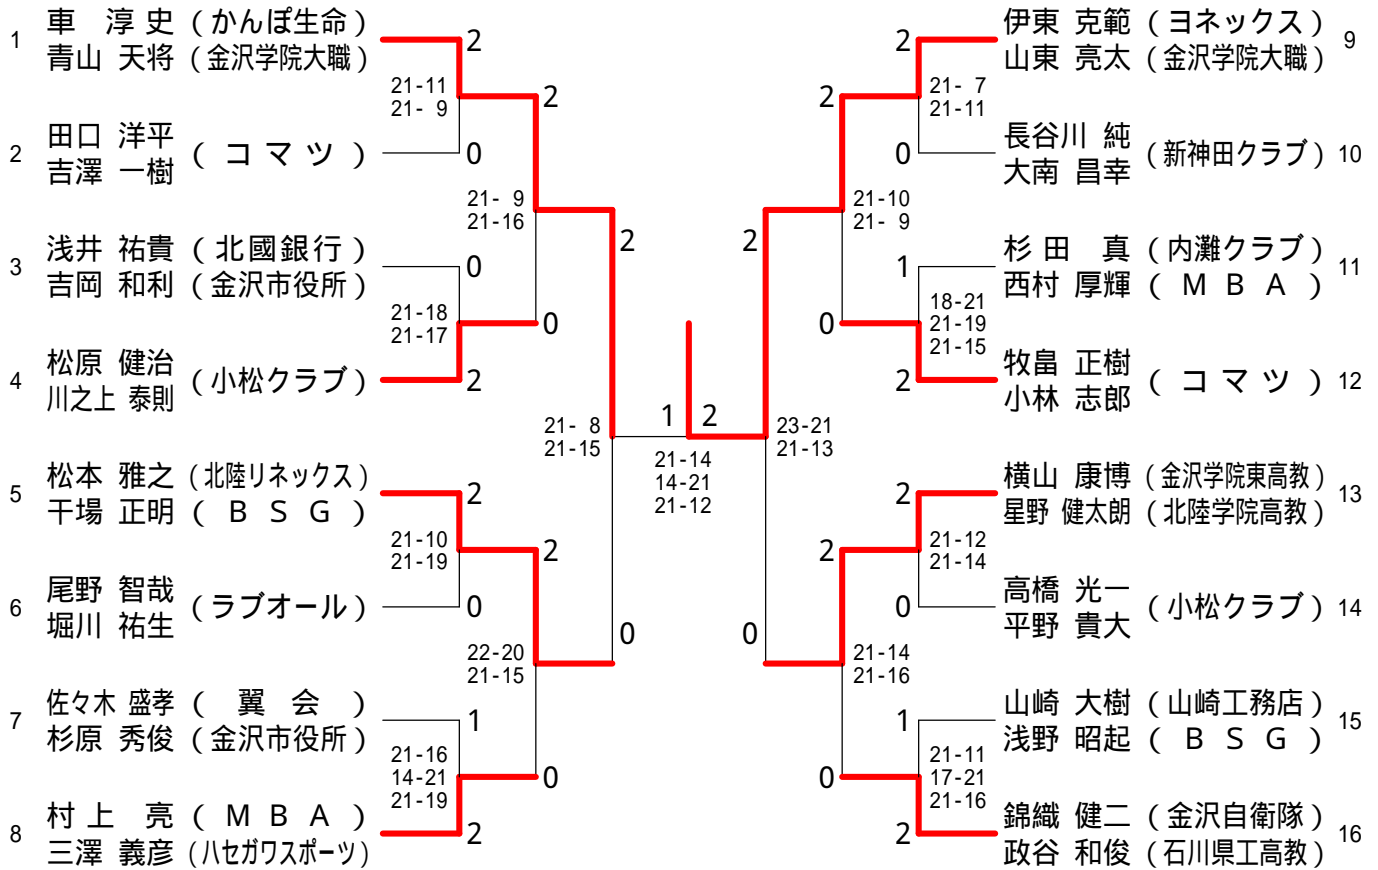 1
車 淳史 (かんぽ生命)
青山 天将 (金沢学院大職)
2
21-11
21- 9
2
2
田口 洋平
吉澤 一樹
(コマツ)
0
21- 9
21-16
2
3
浅井 祐貴 (北國銀行)
吉岡 和利 (金沢市役所)
0
21-18
21-17
0
4
松原 健治
川之上 泰則
(小松クラブ)
2
21- 8
21-15
5
松本 雅之 (北陸リネックス)
干場 正明 (BSG)
2
21-10
21-19
2
6
尾野 智哉
堀川 祐生
(ラブオール)
0
22-20
21-15
0
7
佐々木 盛孝 (翼会)
杉原 秀俊 (金沢市役所)
1
21-16
14-21
21-19
0
8
村上 亮 (MBA)
三澤 義彦 (ハセガワスポーツ)
2
1 2
21-14
14-21
21-12
2
伊東 克範 (ヨネックス)
山東 亮太 (金沢学院大職)
9
2
21- 7
21-11
0
長谷川 純
大南 昌幸
(新神田クラブ)
10
2
21-10
21- 9
1
杉田 真 (内灘クラブ)
西村 厚輝 (MBA)
11
0
18-21
21-19
21-15
2
牧畠 正樹
小林 志郎
(コマツ)
12
23-21
21-13
2
横山 康博 (金沢学院東高教)
星野 健太朗 (北陸学院高教)
13
2
21-12
21-14
0
高橋 光一
平野 貴大
(小松クラブ)
14
0
21-14
21-16
1
山崎 大樹 (山崎工務店)
浅野 昭起 (BSG)
15
0
21-11
17-21
21-16
2
錦織 健二 (金沢自衛隊)
政谷 和俊 (石川県工高教)
16